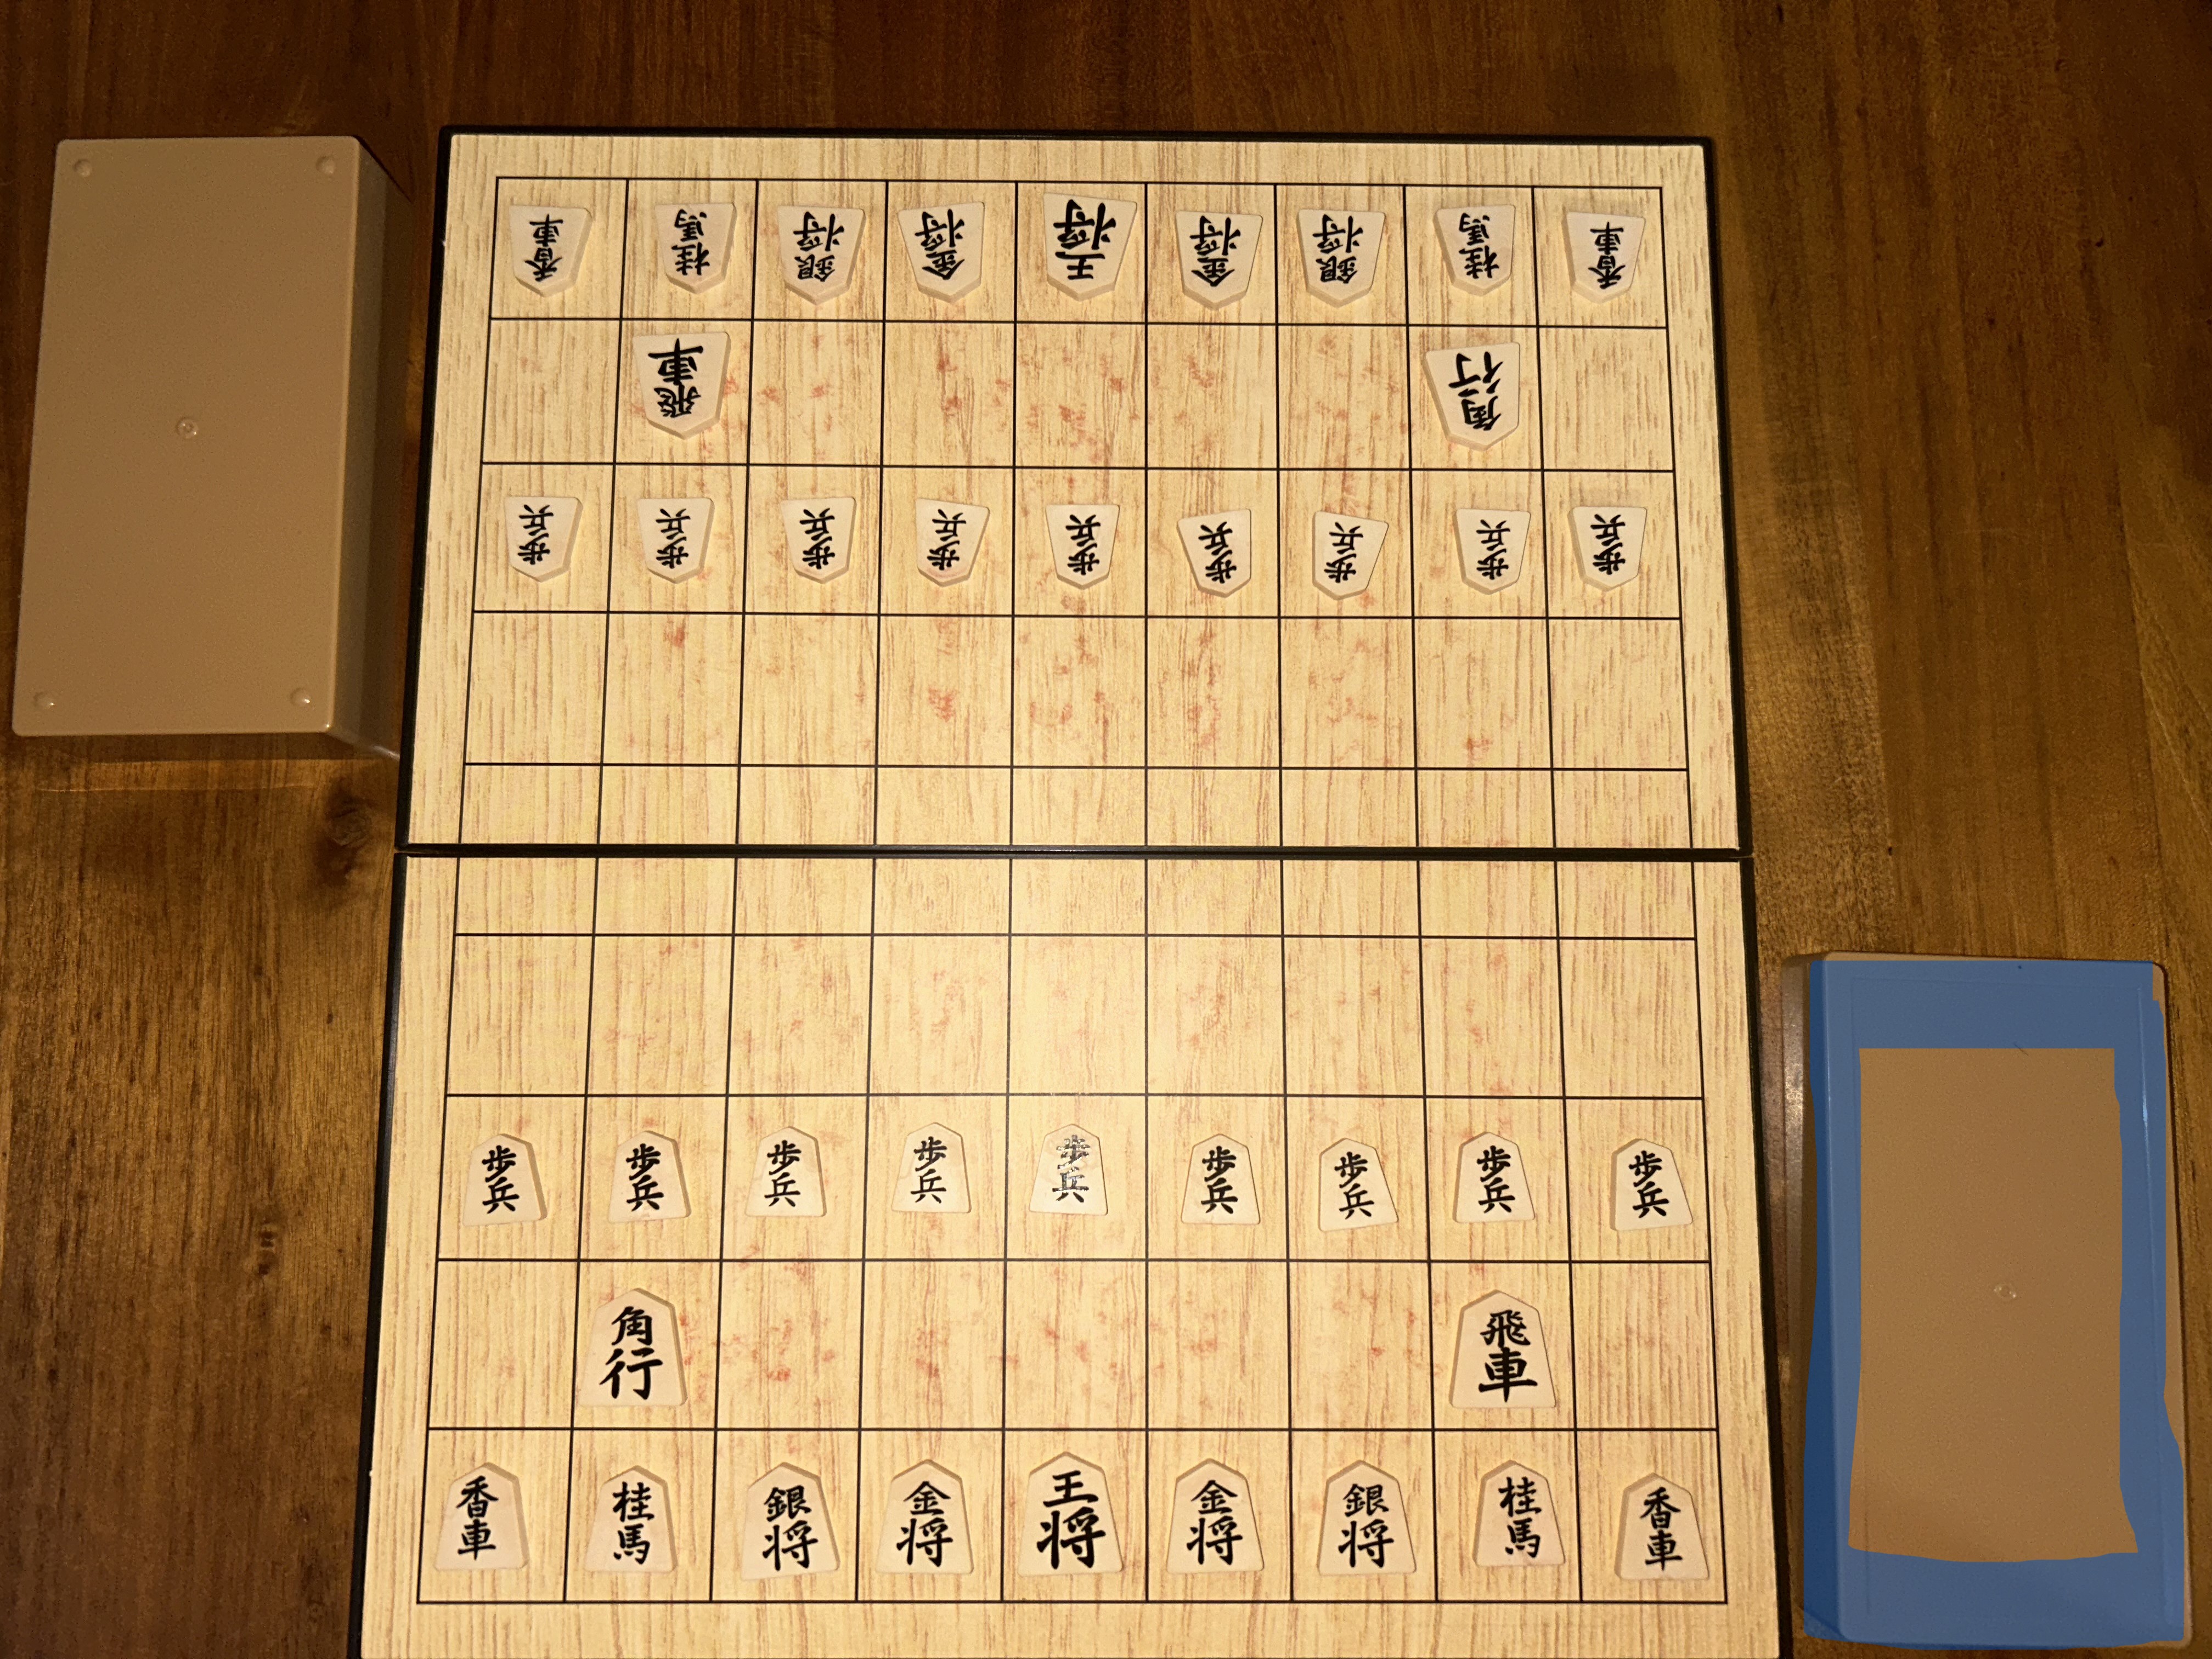 香車 桂馬 銀将 金将 王将 金将 銀将 桂馬 香車
飛車 角行
歩兵 歩兵 歩兵 歩兵 歩兵 歩兵 歩兵 歩兵 歩兵
歩兵 歩兵 歩兵 歩兵 歩兵 歩兵 歩兵 歩兵 歩兵
角行 飛車
香車 桂馬 銀将 金将 王将 金将 銀将 桂馬 香車